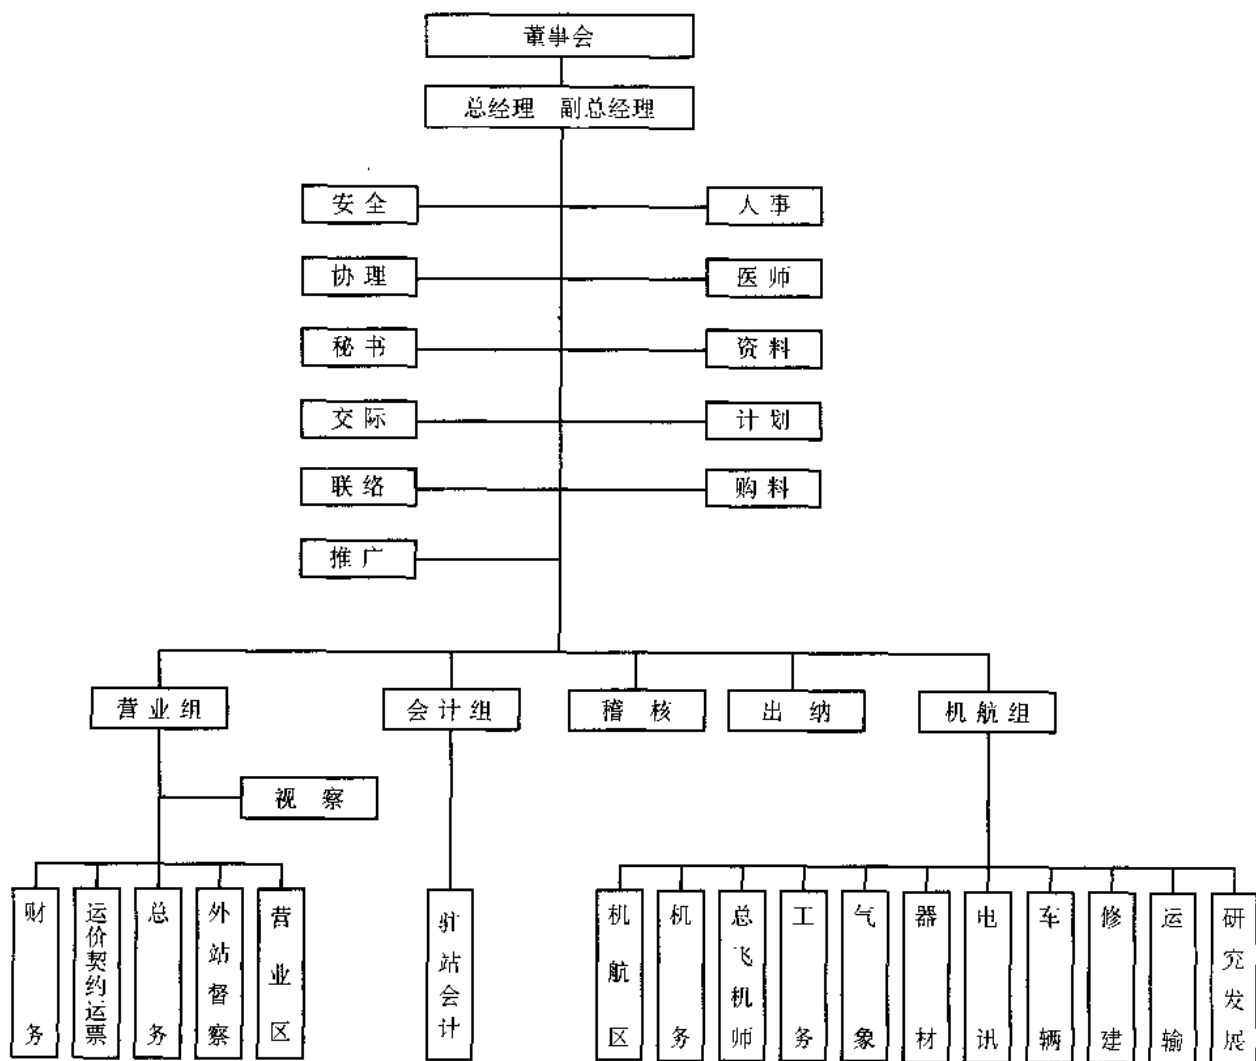 董事会
总经理 副总经理
安全
人事
协理
医师
秘书
资料
交际
计划
联络
购料
推广
营业组
会计组
稽核
出纳
机航组
视察
财务
运价契约运票
总务
外站督察
营业区
驻站会计
机航区
机务
总飞机师
工务
气象
器材
电讯
车辆
修建
运输
研究发展